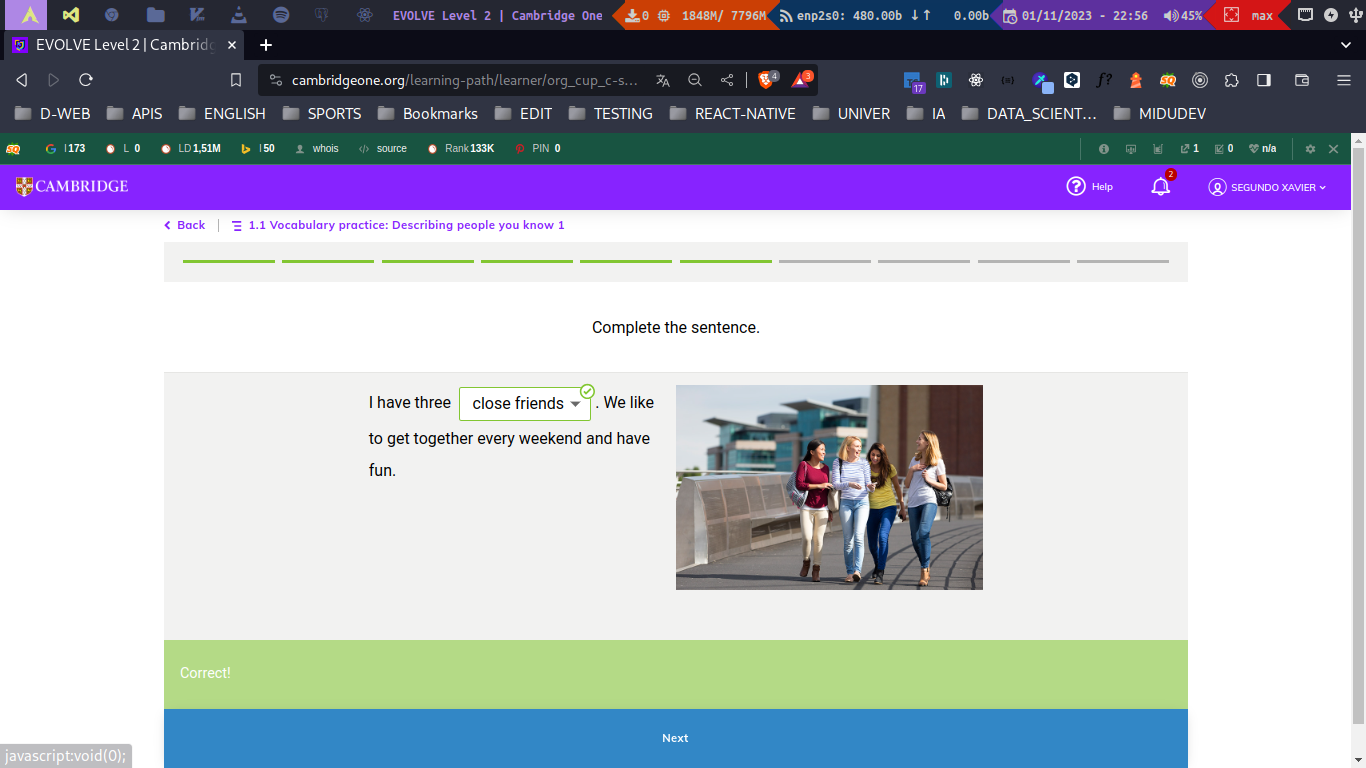 EVOLVE Level 2 | Cambridge One
0
1848M/ 7796M
enp2s0: 480.00b ↓↑ 0.00b
01/11/2023 - 22:56
45%
max
EVOLVE Level 2 | Cambridg
cambridgeone.org/learning-path/learner/org_cup_c-s...
4
3
17
f?
D-WEB
APIS
ENGLISH
SPORTS
Bookmarks
EDIT
TESTING
REACT-NATIVE
UNIVER
IA
DATA_SCIENT...
MIDUDEV
SQ
I 173
L 0
LD 1,51M
I 50
whois
source
Rank 133K
PIN 0
1
0
n/a
CAMBRIDGE
Help
2
SEGUNDO XAVIER
Back
1.1 Vocabulary practice: Describing people you know 1
Complete the sentence.
I have three close friends . We like
to get together every weekend and have
fun.
Correct!
Next
javascript:void(0);